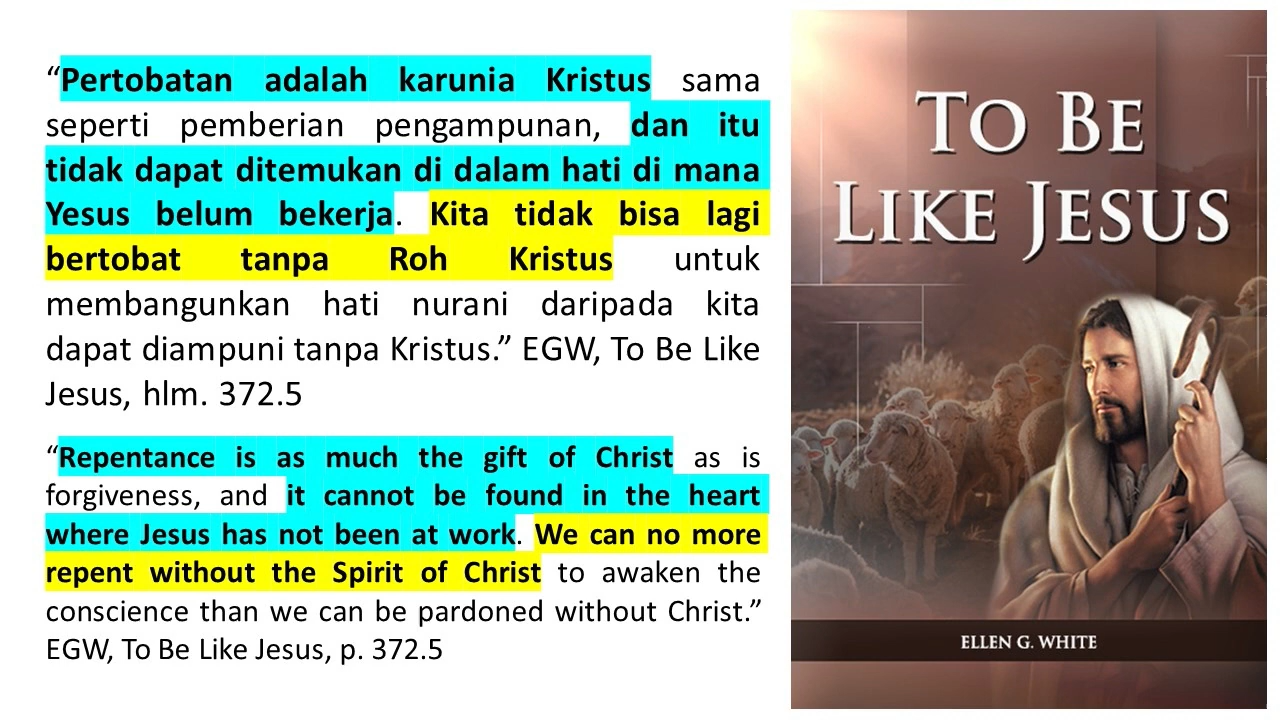 “Pertobatan adalah karunia Kristus sama
seperti pemberian pengampunan, dan itu
tidak dapat ditemukan di dalam hati di mana
Yesus belum bekerja. Kita tidak bisa lagi
bertobat tanpa Roh Kristus untuk
membangunkan hati nurani daripada kita
dapat diampuni tanpa Kristus.” EGW, To Be Like
Jesus, hlm. 372.5
“Repentance is as much the gift of Christ as is
forgiveness, and it cannot be found in the heart
where Jesus has not been at work. We can no more
repent without the Spirit of Christ to awaken the
conscience than we can be pardoned without Christ.”
EGW, To Be Like Jesus, p. 372.5
TO BE
LIKE JESUS
ELLEN G. WHITE